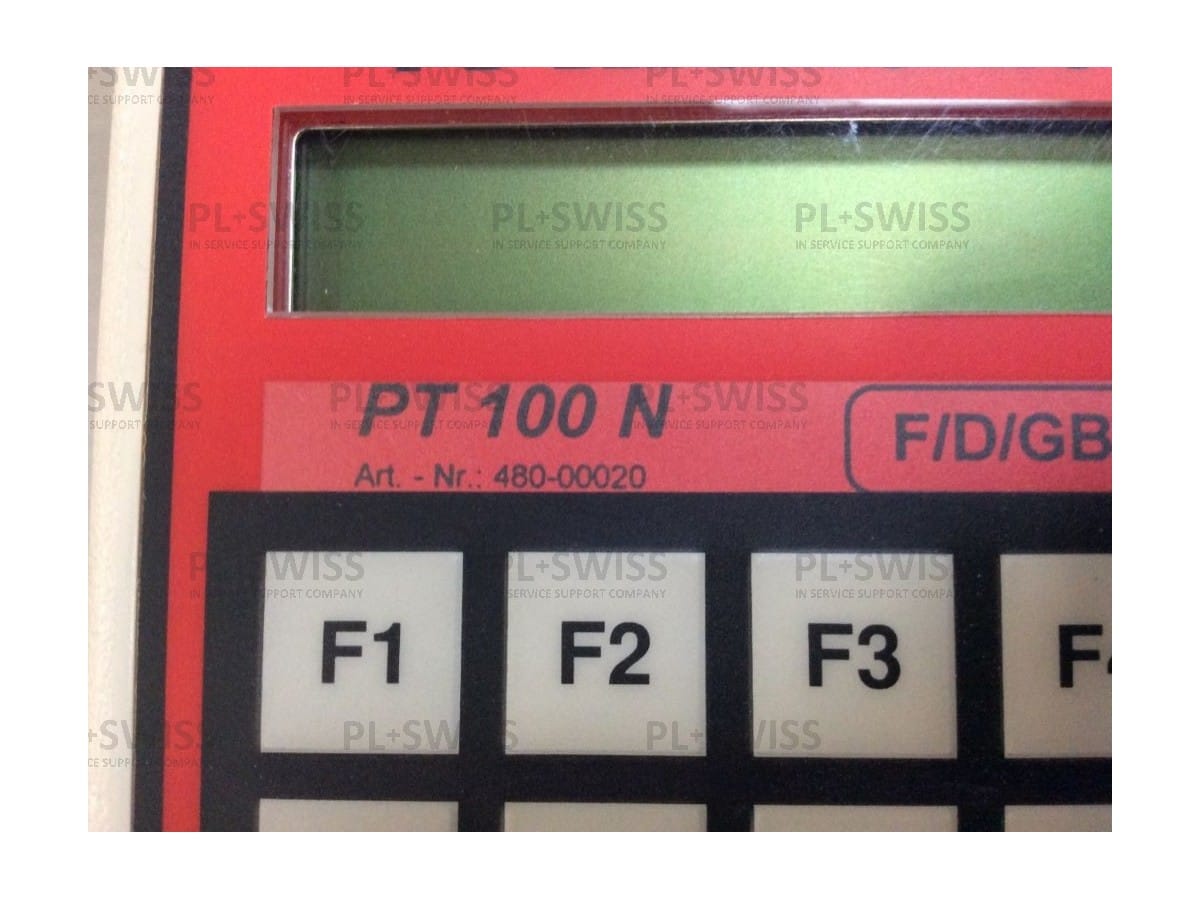 PL+SWISS
IN SERVICE SUPPORT COMPANY
PT 100 N
F/D/GB
Art. - Nr.: 480-00020
F1
F2
F3